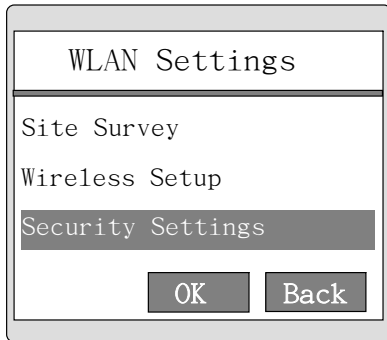 WLAN Settings
Site Survey
Wireless Setup
Security Settings
OK Back